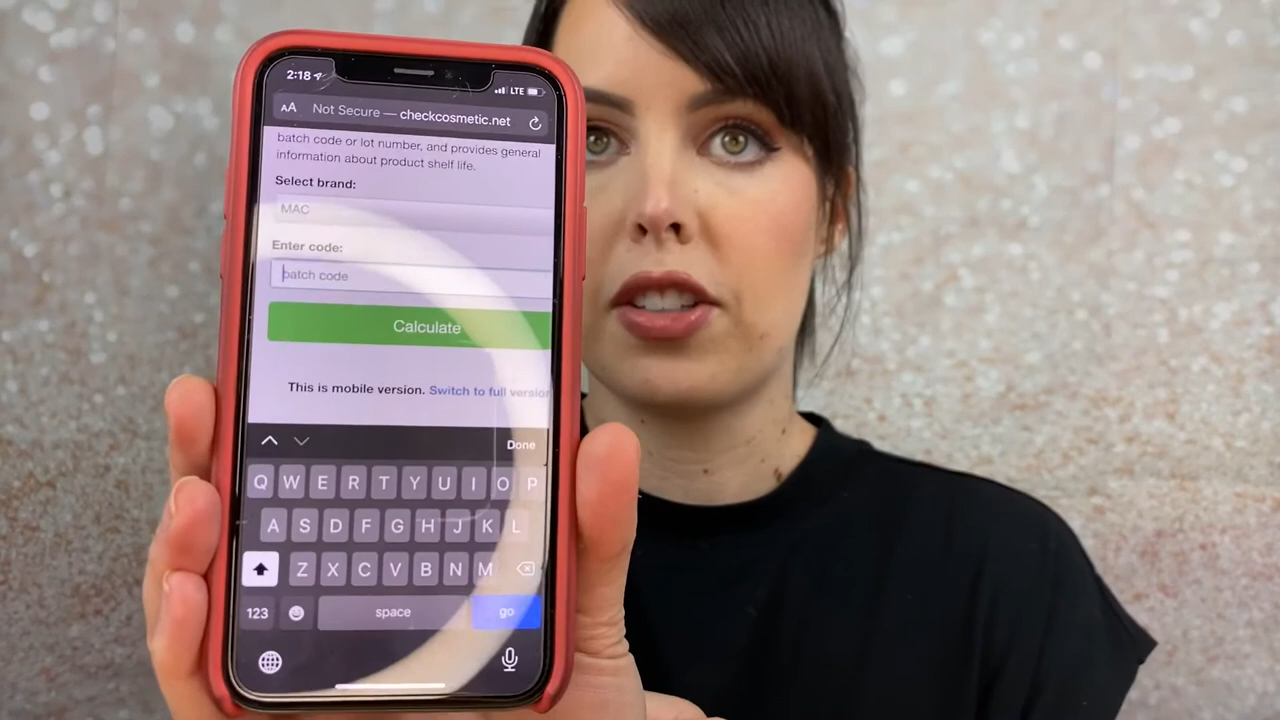 2:18
LTE
AA Not Secure — checkcosmetic.net
batch code or lot number, and provides general
information about product shelf life.
Select brand:
MAC
Enter code:
batch code
Calculate
This is mobile version. Switch to full version
Done
Q W E R T Y U I O P
A S D F G H J K L
Z X C V B N M
123 space go